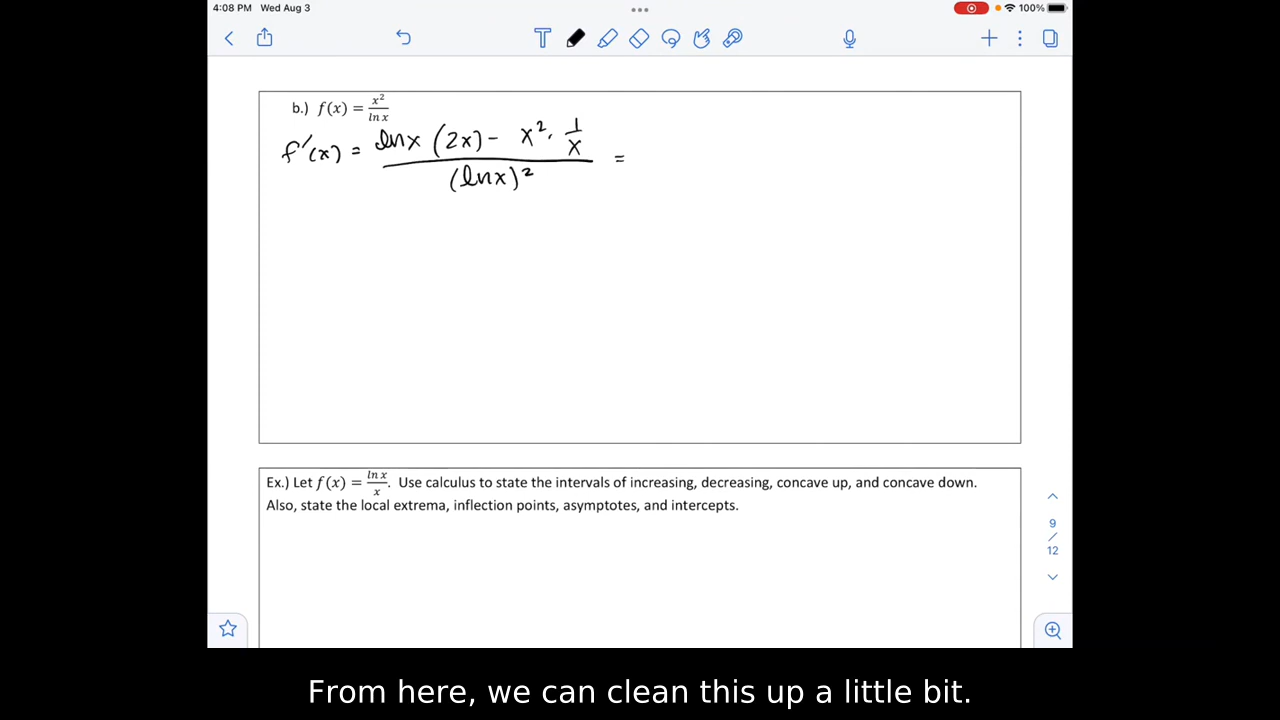 4:08 PM Wed Aug 3
100%
b.) f(x) = x²/ln x
f'(x) = (ln x (2x) - x² · 1/x)/(ln x)² =
Ex.) Let f(x) = ln x/x. Use calculus to state the intervals of increasing, decreasing, concave up, and concave down.
Also, state the local extrema, inflection points, asymptotes, and intercepts.
9
/
12
From here, we can clean this up a little bit.